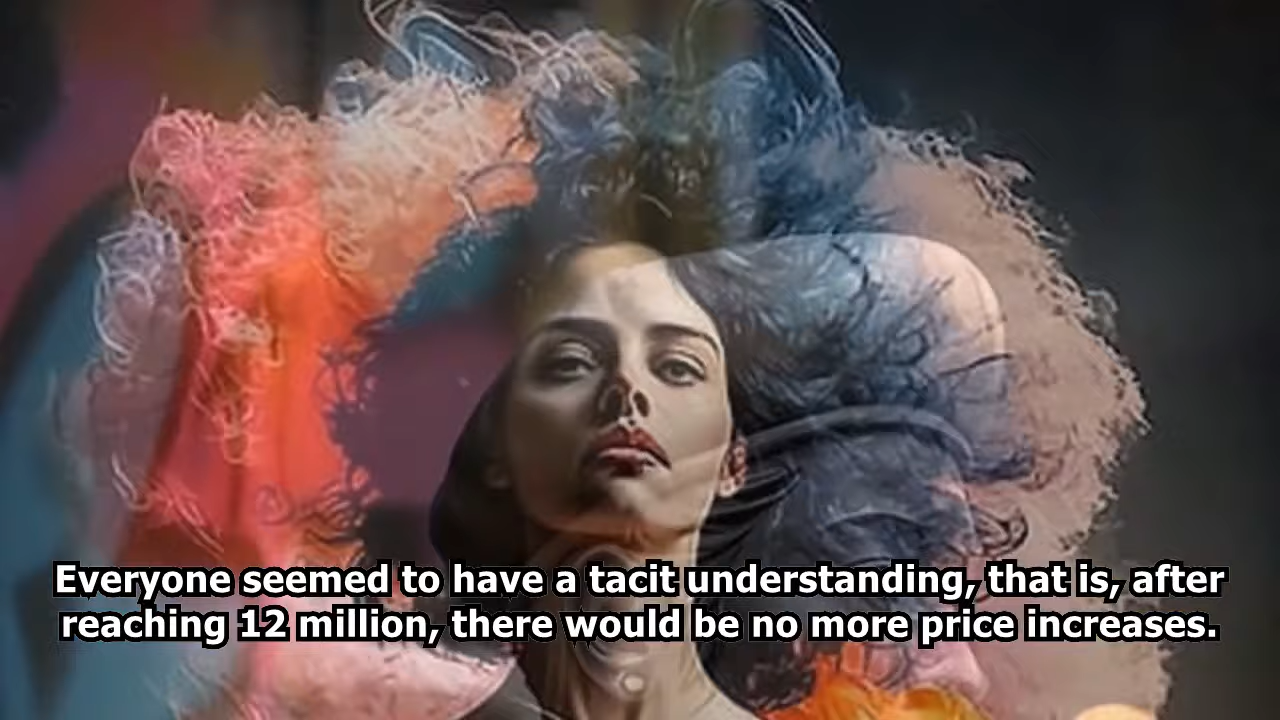 Everyone seemed to have a tacit understanding, that is, after
reaching 12 million, there would be no more price increases.